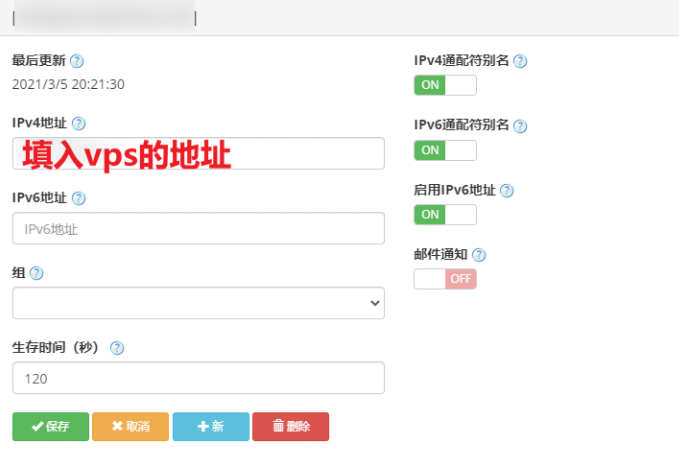 最后更新
2021/3/5 20:21:30
IPv4地址
填入vps的地址
IPv6地址
IPv6地址
组
生存时间（秒）
120
保存 取消 新 删除
IPv4通配符别名
ON
IPv6通配符别名
ON
启用IPv6地址
ON
邮件通知
OFF